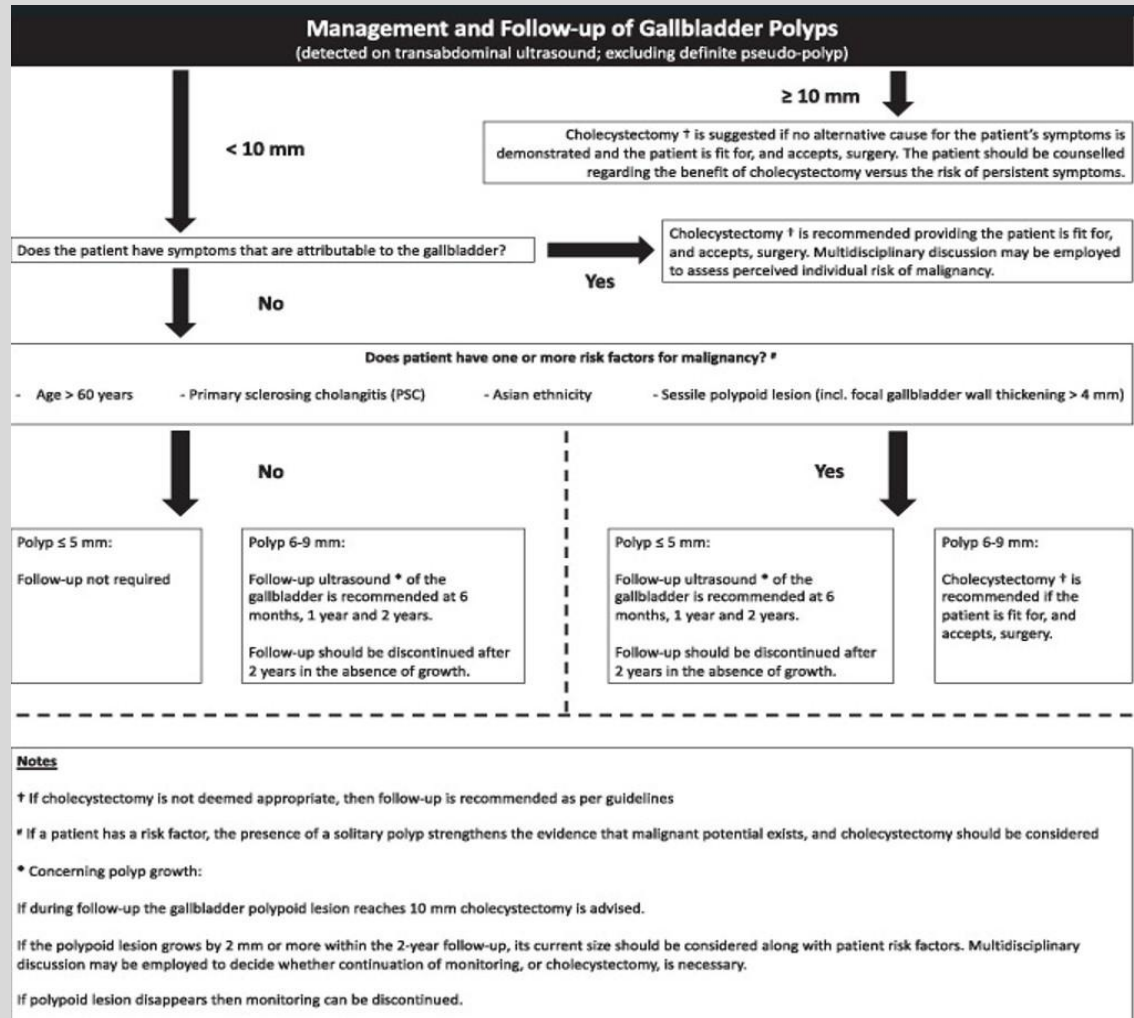 Management and Follow-up of Gallbladder Polyps
(detected on transabdominal ultrasound; excluding definite pseudo-polyp)
≥ 10 mm
< 10 mm
Cholecystectomy † is suggested if no alternative cause for the patient's symptoms is
demonstrated and the patient is fit for, and accepts, surgery. The patient should be counselled
regarding the benefit of cholecystectomy versus the risk of persistent symptoms.
Does the patient have symptoms that are attributable to the gallbladder?
Yes
Cholecystectomy † is recommended providing the patient is fit for,
and accepts, surgery. Multidisciplinary discussion may be employed
to assess perceived individual risk of malignancy.
No
Does patient have one or more risk factors for malignancy? #
- Age > 60 years - Primary sclerosing cholangitis (PSC) - Asian ethnicity - Sessile polypoid lesion (incl. focal gallbladder wall thickening > 4 mm)
No
Yes
Polyp ≤ 5 mm:
Follow-up not required
Polyp 6-9 mm:
Follow-up ultrasound * of the
gallbladder is recommended at 6
months, 1 year and 2 years.
Follow-up should be discontinued after
2 years in the absence of growth.
Polyp ≤ 5 mm:
Follow-up ultrasound * of the
gallbladder is recommended at 6
months, 1 year and 2 years.
Follow-up should be discontinued after
2 years in the absence of growth.
Polyp 6-9 mm:
Cholecystectomy † is
recommended if the
patient is fit for, and
accepts, surgery.
Notes
† If cholecystectomy is not deemed appropriate, then follow-up is recommended as per guidelines
# If a patient has a risk factor, the presence of a solitary polyp strengthens the evidence that malignant potential exists, and cholecystectomy should be considered
* Concerning polyp growth:
If during follow-up the gallbladder polypoid lesion reaches 10 mm cholecystectomy is advised.
If the polypoid lesion grows by 2 mm or more within the 2-year follow-up, its current size should be considered along with patient risk factors. Multidisciplinary
discussion may be employed to decide whether continuation of monitoring, or cholecystectomy, is necessary.
If polypoid lesion disappears then monitoring can be discontinued.